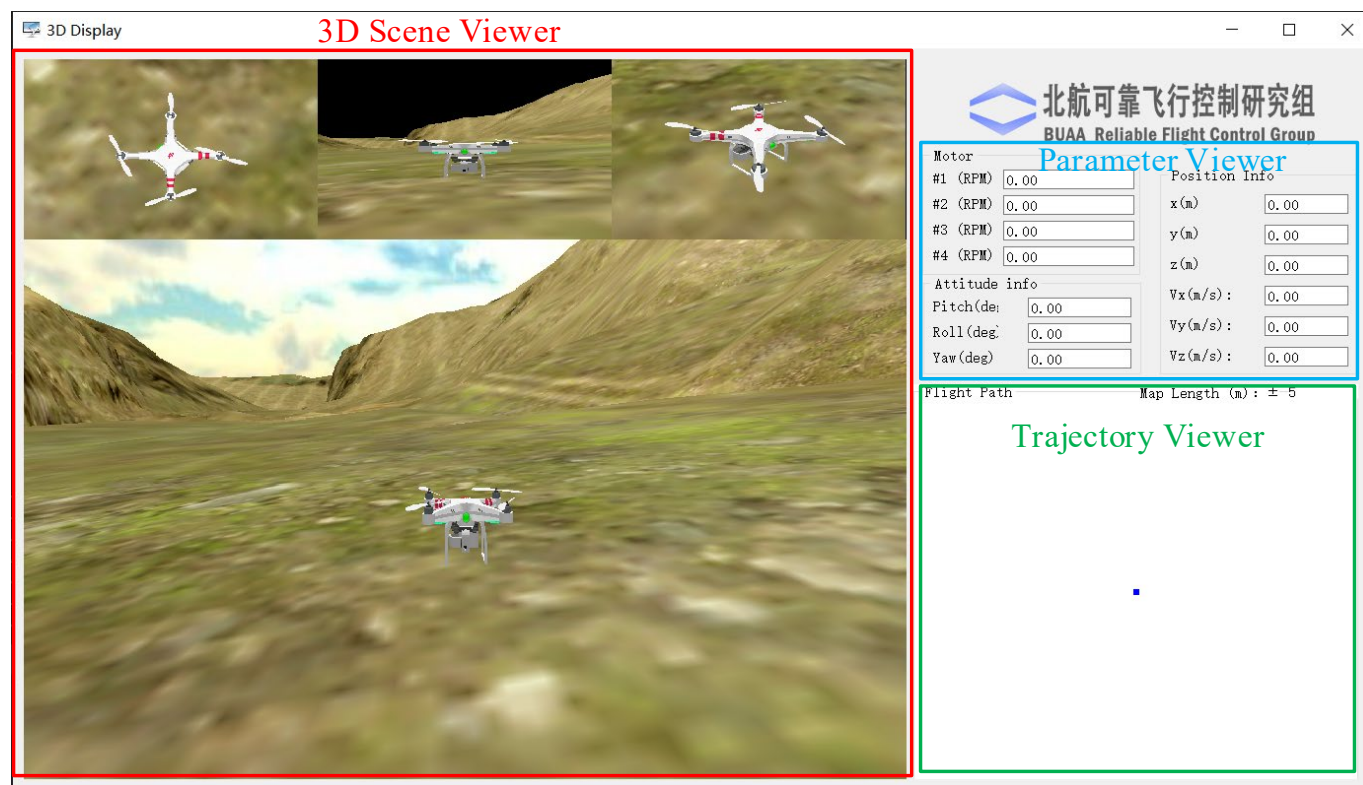 3D Display
3D Scene Viewer
北航可靠飞行控制研究组
BUAA Reliable Flight Control Group
Parameter Viewer
Motor
#1 (RPM) 0.00
#2 (RPM) 0.00
#3 (RPM) 0.00
#4 (RPM) 0.00
Attitude info
Pitch(de 0.00
Roll(deg 0.00
Yaw(deg) 0.00
Position Info
x(m) 0.00
y(m) 0.00
z(m) 0.00
Vx(m/s): 0.00
Vy(m/s): 0.00
Vz(m/s): 0.00
Flight Path Map Length (m): ± 5
Trajectory Viewer